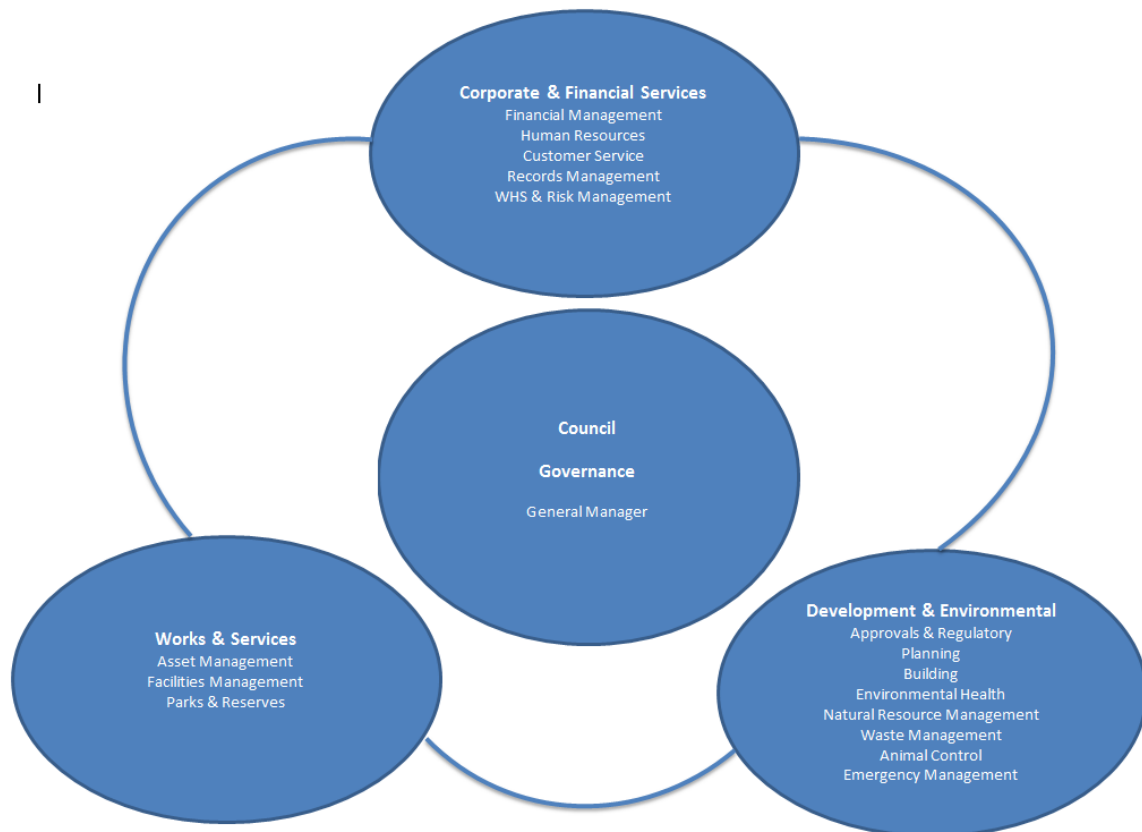 Corporate & Financial Services
Financial Management
Human Resources
Customer Service
Records Management
WHS & Risk Management
Council
Governance
General Manager
Works & Services
Asset Management
Facilities Management
Parks & Reserves
Development & Environmental
Approvals & Regulatory
Planning
Building
Environmental Health
Natural Resource Management
Waste Management
Animal Control
Emergency Management